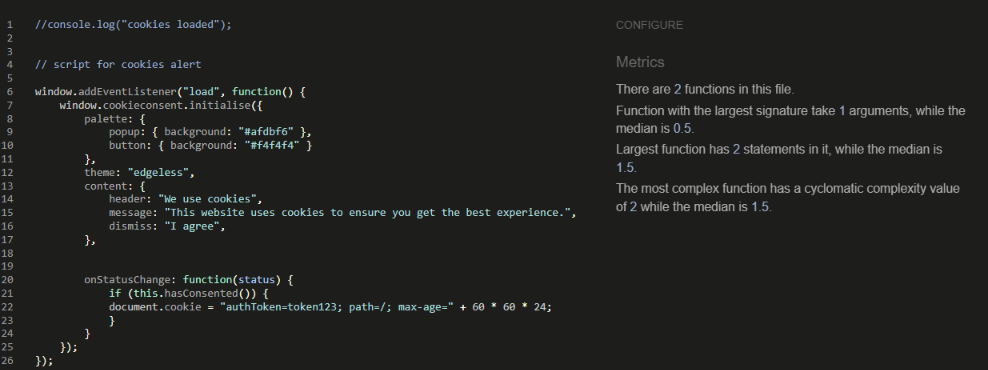 1 //console.log("cookies loaded");
2
3
4 // script for cookies alert
5
6 window.addEventListener("load", function() {
7 window.cookieconsent.initialise({
8 palette: {
9 popup: { background: "#afdbf6" },
10 button: { background: "#f4f4f4" }
11 },
12 theme: "edgeless",
13 content: {
14 header: "We use cookies",
15 message: "This website uses cookies to ensure you get the best experience.",
16 dismiss: "I agree",
17 },
18
19
20 onStatusChange: function(status) {
21 if (this.hasConsented()) {
22 document.cookie = "authToken=token123; path=/; max-age=" + 60 * 60 * 24;
23 }
24 }
25 });
26 });
CONFIGURE
Metrics
There are 2 functions in this file.
Function with the largest signature take 1 arguments, while the
median is 0.5.
Largest function has 2 statements in it, while the median is
1.5.
The most complex function has a cyclomatic complexity value
of 2 while the median is 1.5.